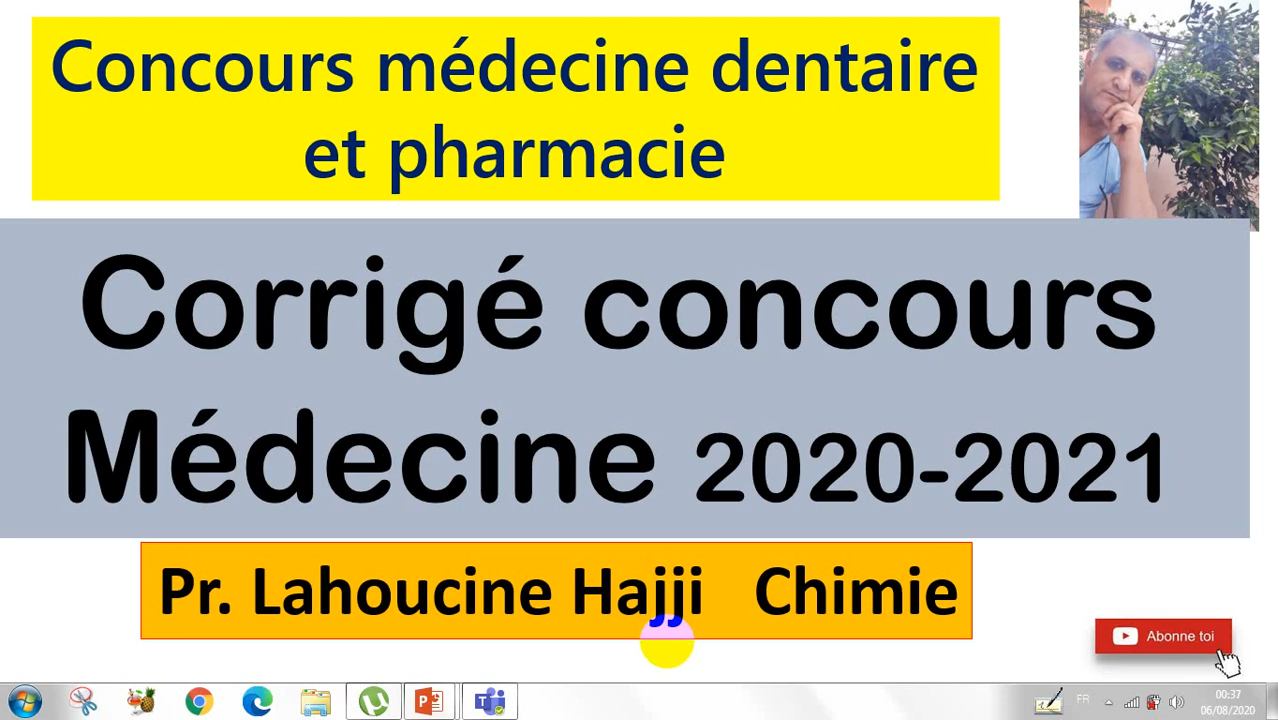 Concours médecine dentaire
et pharmacie
Corrigé concours
Médecine 2020-2021
Pr. Lahoucine Hajji Chimie
Abonne toi
FR
00:37
06/08/2020